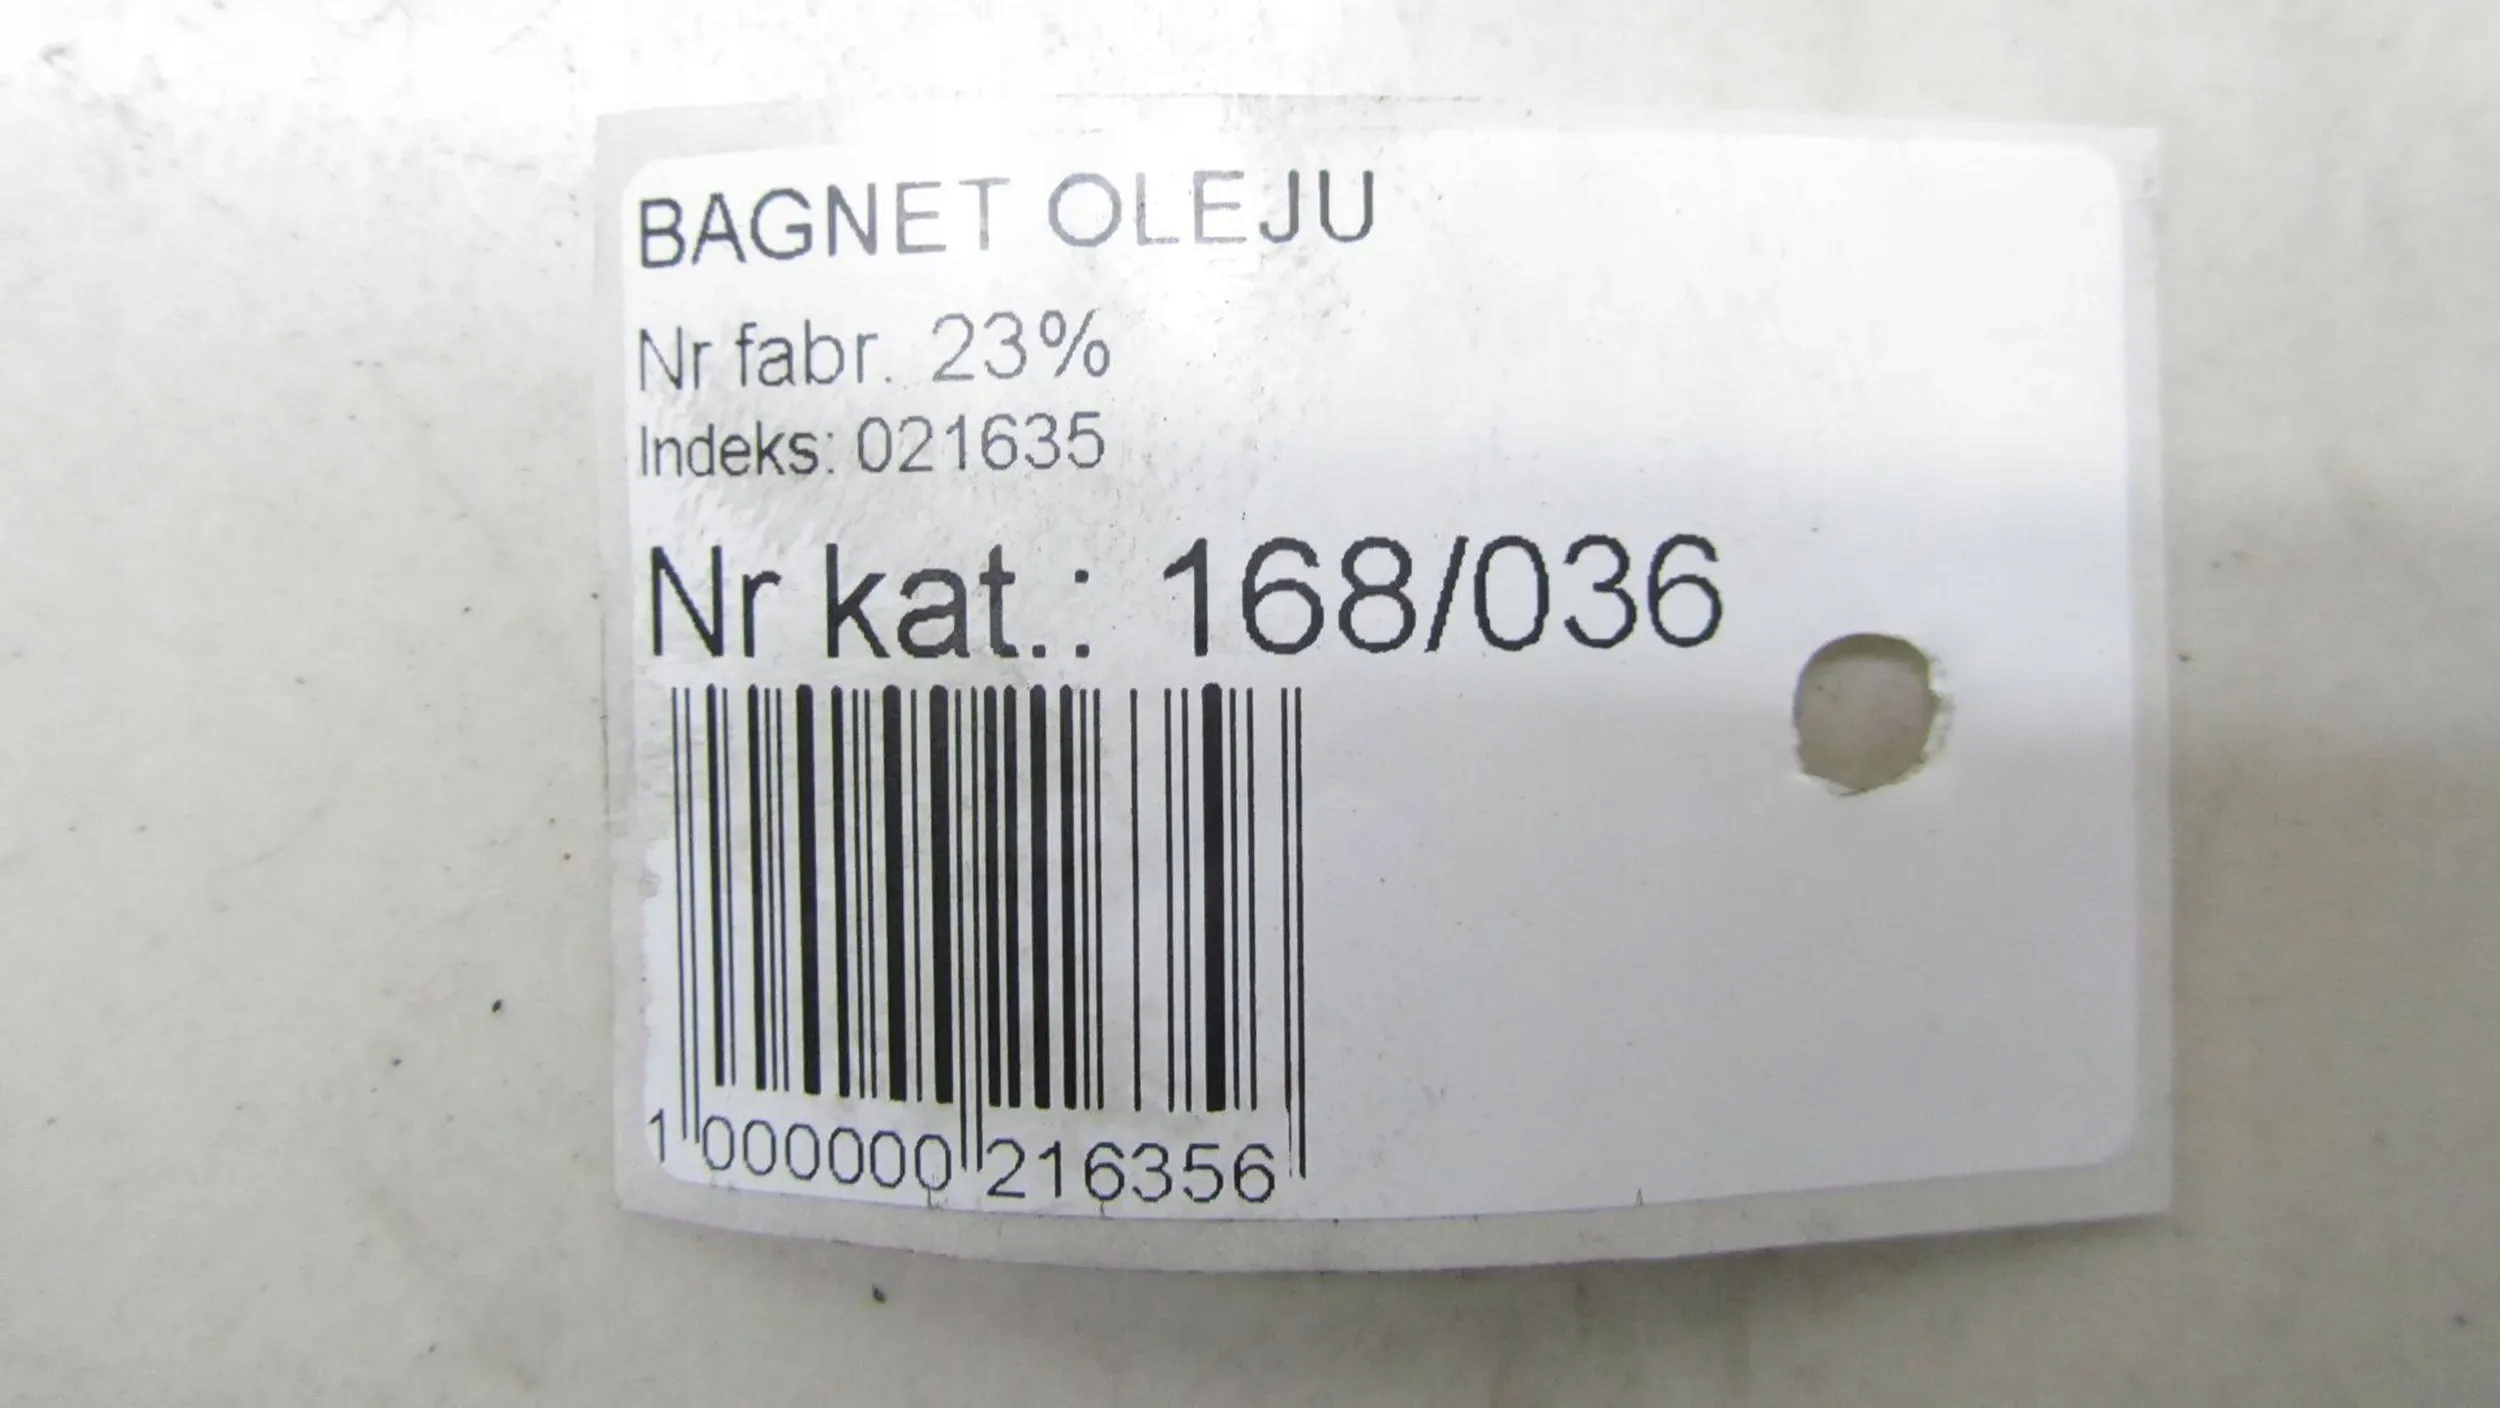 BAGNET OLEJU
Nr fabr. 23%
Indeks: 021635
Nr kat.: 168/036
1 000000 216356